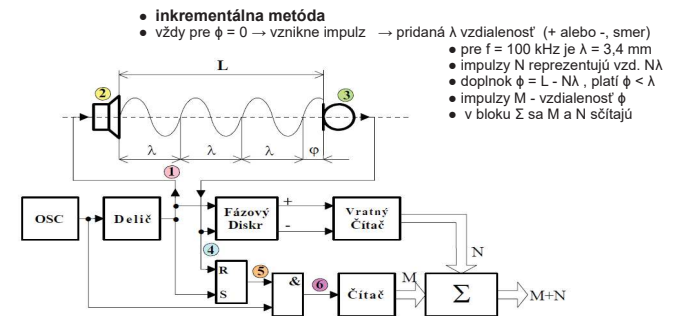 ● inkrementálna metóda
● vždy pre ϕ = 0 → vznikne impulz → pridaná λ vzdialenosť (+ alebo -, smer)
● pre f = 100 kHz je λ = 3,4 mm
● impulzy N reprezentujú vzd. Nλ
● doplnok ϕ = L - Nλ , platí ϕ < λ
● impulzy M - vzdialenosť ϕ
● v bloku Σ sa M a N sčítajú
L
2
3
λ λ λ φ
1
OSC
Delič
Fázový
Diskr
+
-
Vratný
Čítač
N
4
R
S
5
&
6
Čítač
M
Σ
M+N